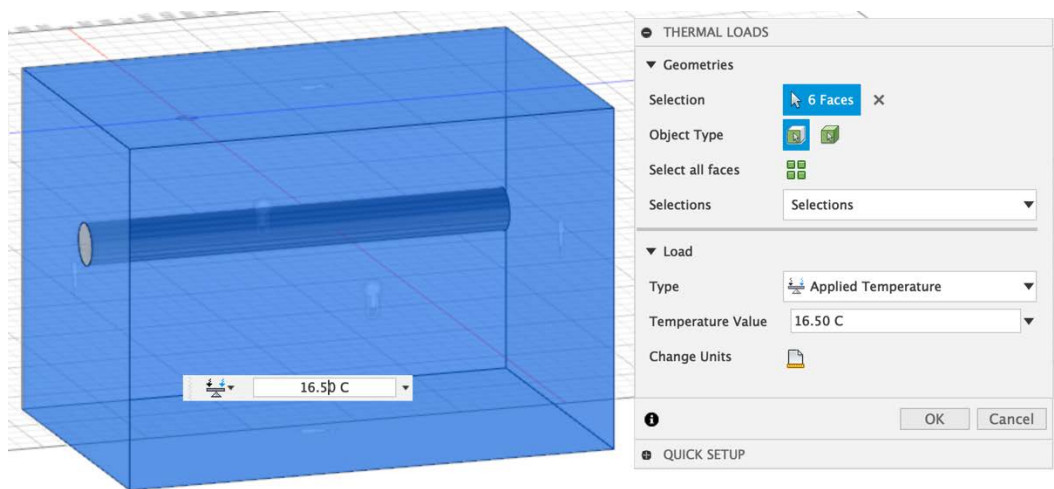 THERMAL LOADS
Geometries
Selection 6 Faces
Object Type
Select all faces
Selections Selections
Load
Type Applied Temperature
Temperature Value 16.50 C
Change Units
16.50 C
OK Cancel
QUICK SETUP